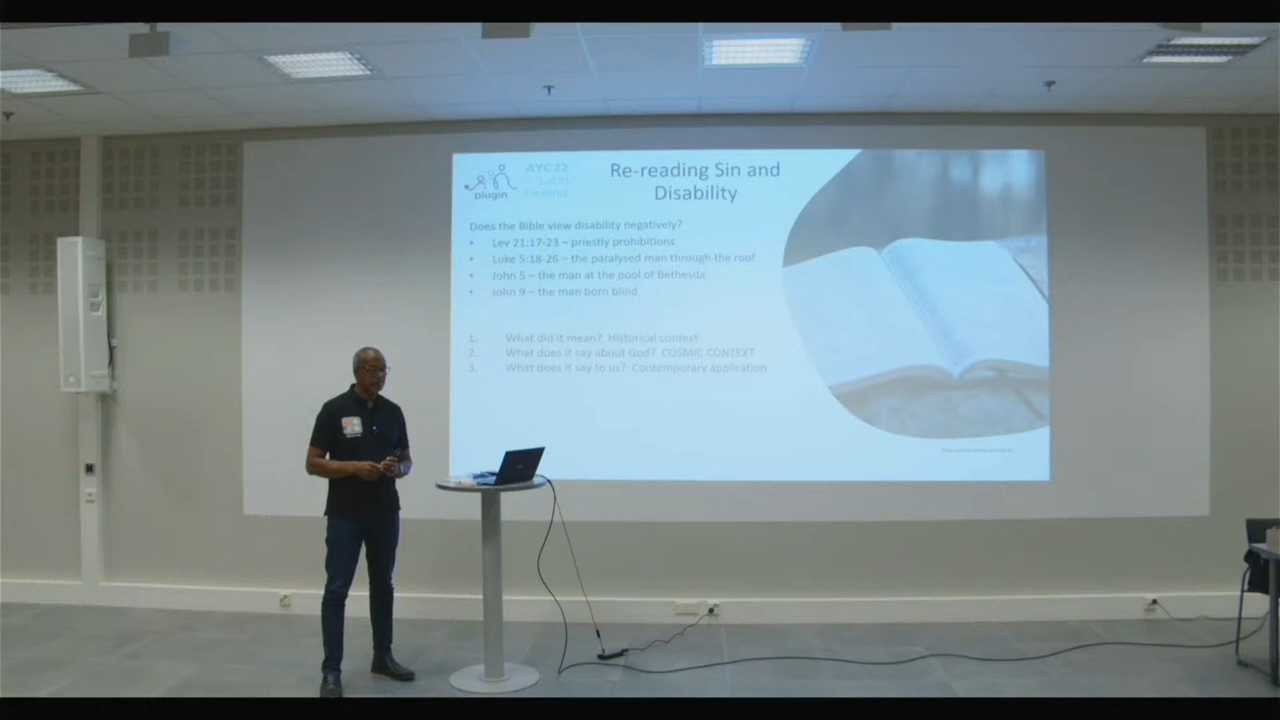 plugin
AYC22
Lahti
Finland
Re-reading Sin and
Disability
Does the Bible view disability negatively?
• Lev 21:17-23 – priestly prohibitions
• Luke 5:18-26 – the paralysed man through the roof
• John 5 – the man at the pool of Bethesda
• John 9 – the man born blind
1. What did it mean? Historical context
2. What does it say about God? COSMIC CONTEXT
3. What does it say to us? Contemporary application